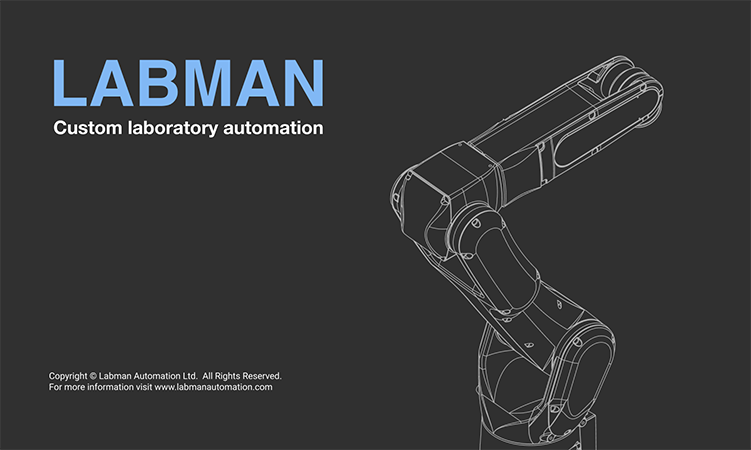 LABMAN
Custom laboratory automation
Copyright © Labman Automation Ltd. All Rights Reserved.
For more information visit www.labmanautomation.com